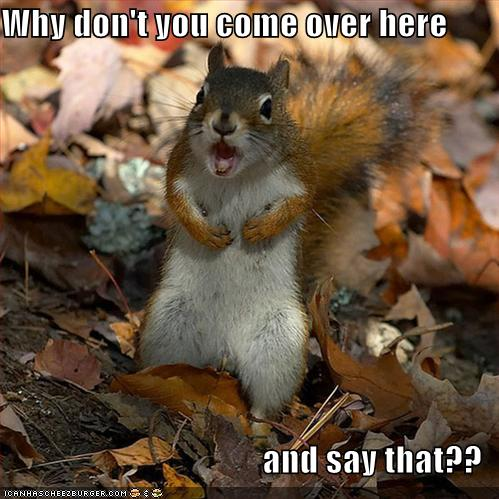 Why don't you come over here
and say that??
ICANHASCHEEZBURGER.COM